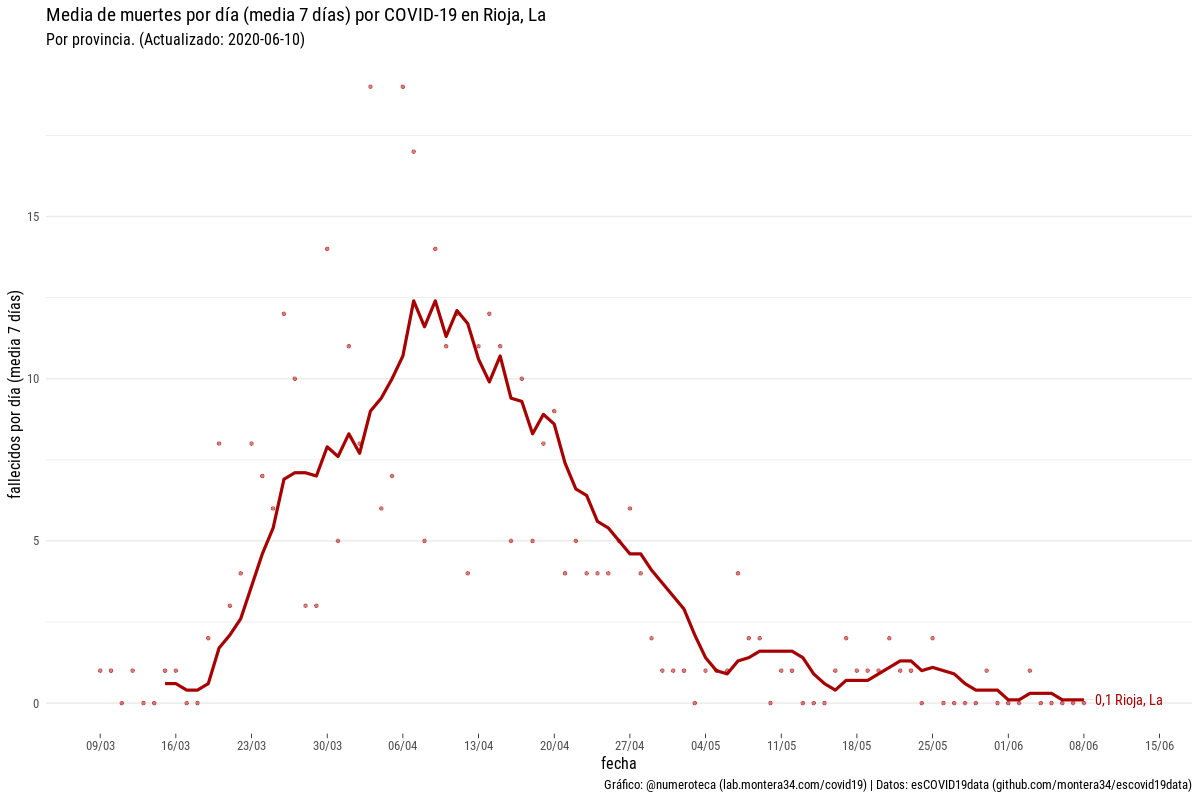 Media de muertes por día (media 7 días) por COVID-19 en Rioja, La
Por provincia. (Actualizado: 2020-06-10)
fallecidos por día (media 7 días)
15
10
5
0
0,1 Rioja, La
09/03 16/03 23/03 30/03 06/04 13/04 20/04 27/04 04/05 11/05 18/05 25/05 01/06 08/06 15/06
fecha
Gráfico: @numeroteca (lab.montera34.com/covid19) | Datos: esCOVID19data (github.com/montera34/escovid19data)